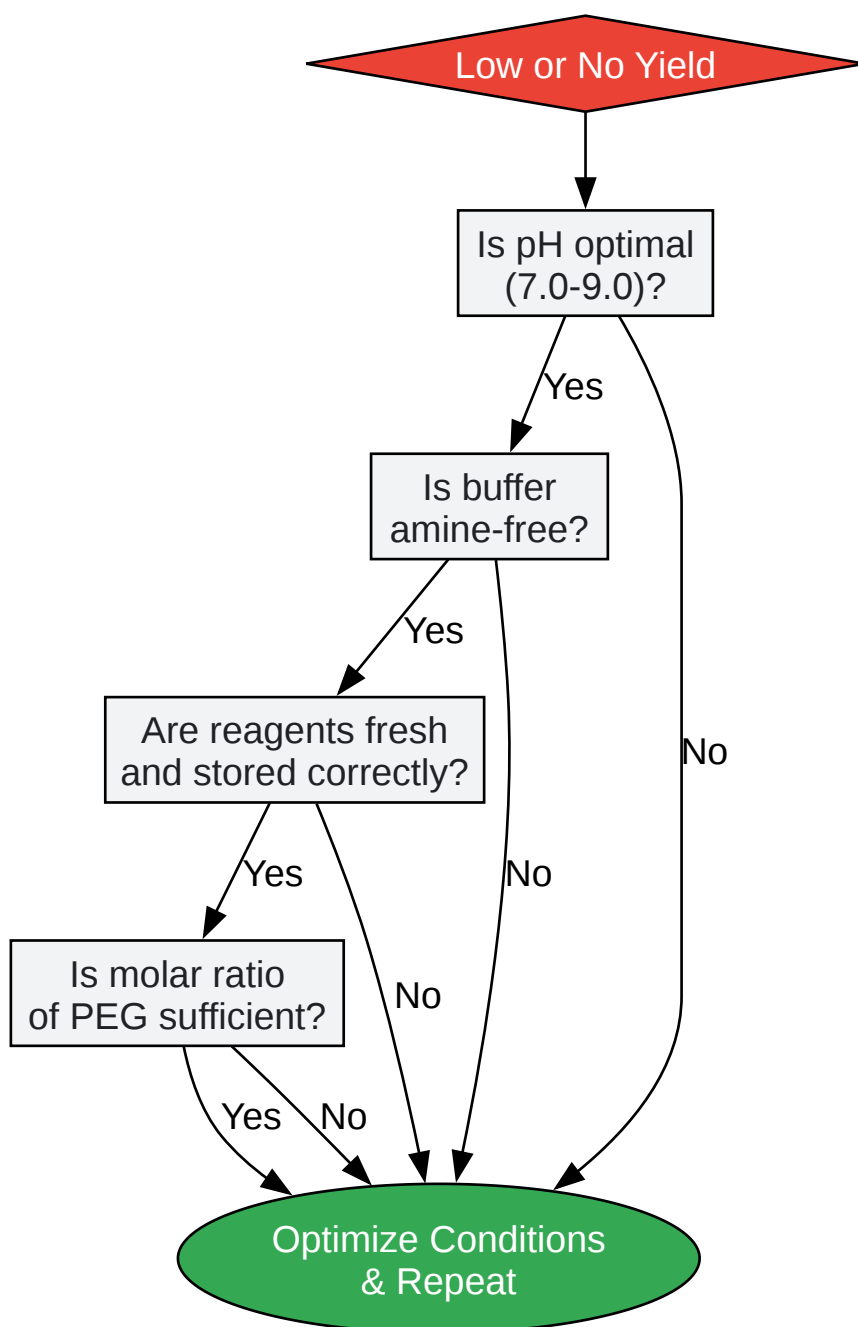 Low or No Yield
Is pH optimal
(7.0-9.0)?
Yes
Is buffer
amine-free?
Yes
Are reagents fresh
and stored correctly?
No
Yes
No
Is molar ratio
of PEG sufficient?
No
Yes
No
Optimize Conditions
& Repeat